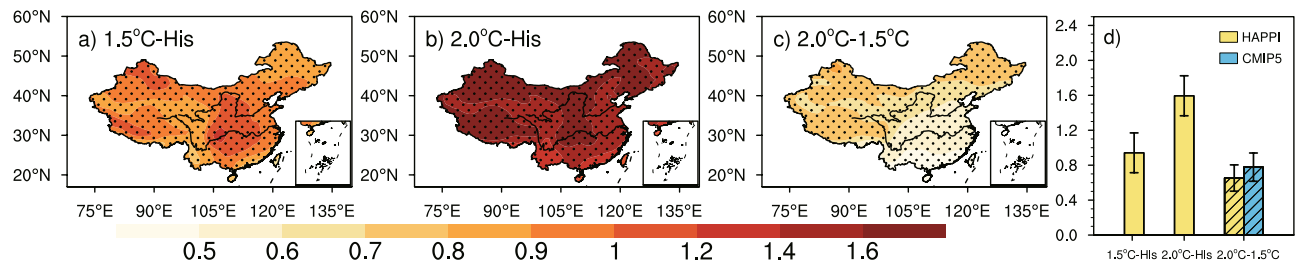 60°N 60°N 60°N
a) 1.5°C-His b) 2.0°C-His c) 2.0°C-1.5°C d)
50°N 50°N 50°N
40°N 40°N 40°N
30°N 30°N 30°N
20°N 20°N 20°N
75°E 90°E 105°E 120°E 135°E 75°E 90°E 105°E 120°E 135°E 75°E 90°E 105°E 120°E 135°E
0.5 0.6 0.7 0.8 0.9 1 1.2 1.4 1.6
2.4
HAPPI
CMIP5
2.0
1.6
1.2
0.8
0.4
0.0
1.5°C-HIs 2.0°C-HIs 2.0°C-1.5°C